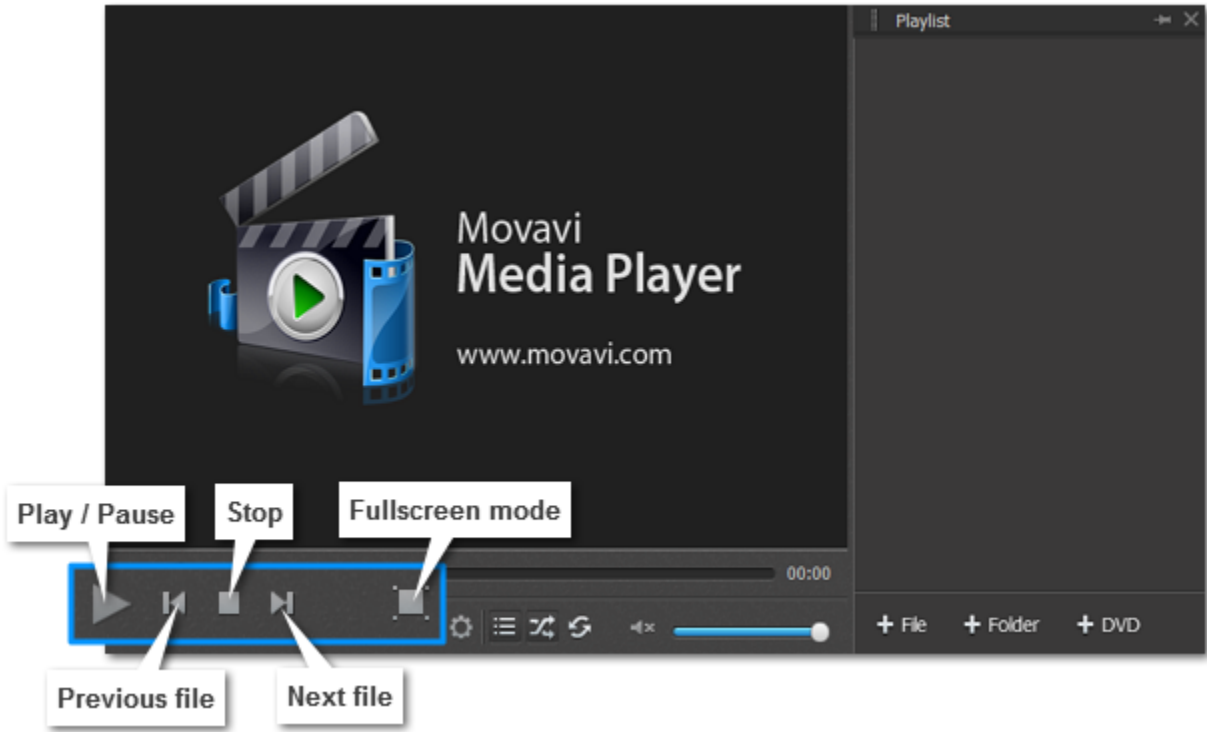 Playlist
Movavi
Media Player
www.movavi.com
Play / Pause
Stop
Fullscreen mode
00:00
+ File
+ Folder
+ DVD
Previous file
Next file